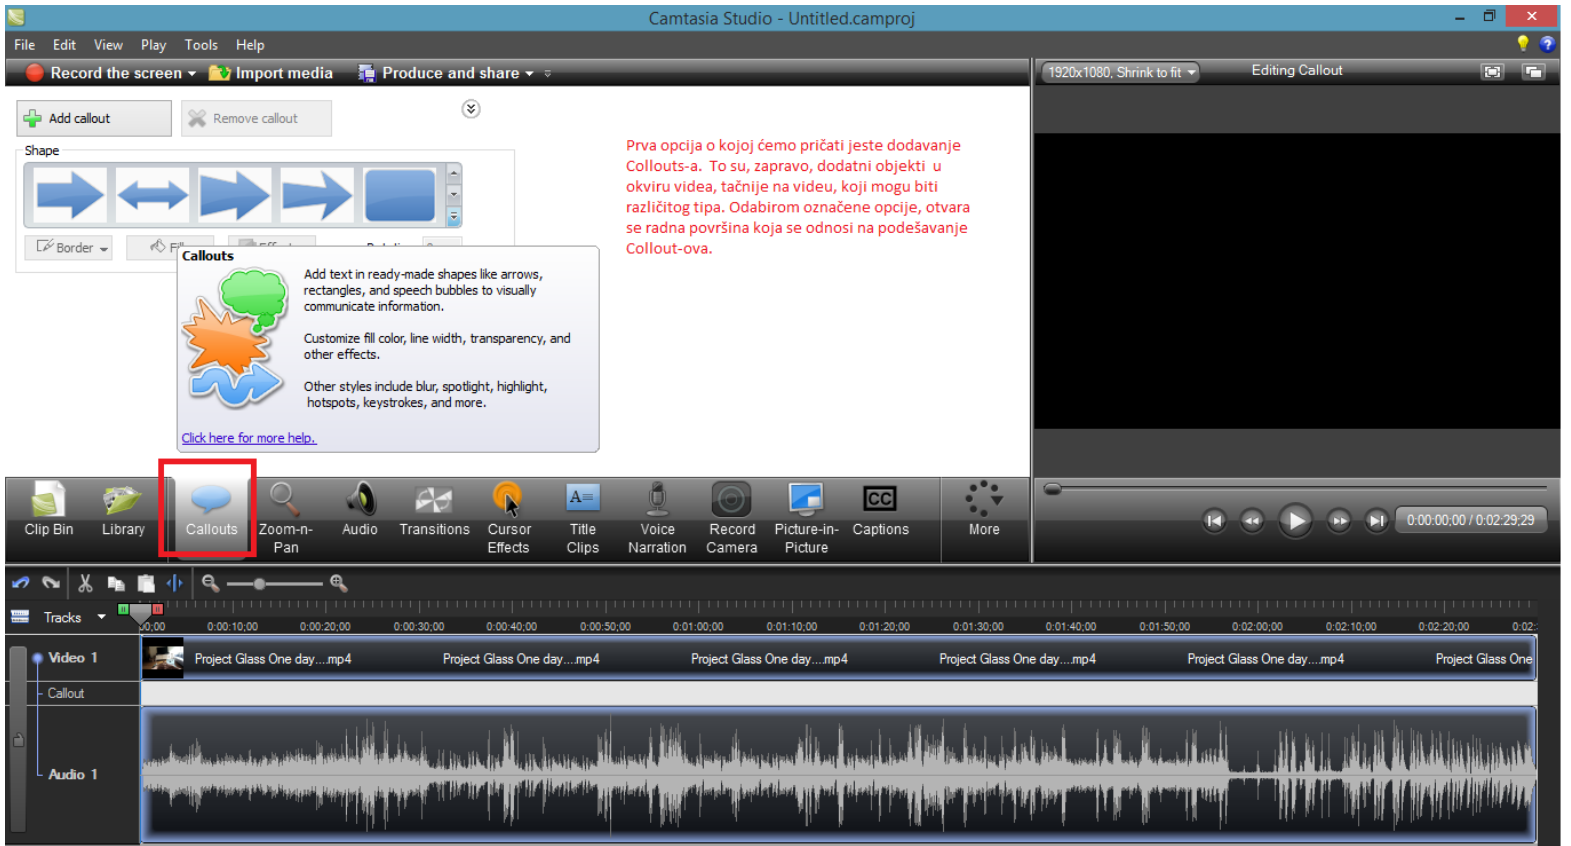 Camtasia Studio - Untitled.camproj
File Edit View Play Tools Help
Record the screen Import media Produce and share
1920x1080, Shrink to fit Editing Callout
Add callout Remove callout
Shape
Border
Prva opcija o kojoj ćemo pričati jeste dodavanje
Collouts-a. To su, zapravo, dodatni objekti u
okviru videa, tačnije na videu, koji mogu biti
različitog tipa. Odabirom označene opcije, otvara
se radna površina koja se odnosi na podešavanje
Collout-ova.
Callouts
Add text in ready-made shapes like arrows,
rectangles, and speech bubbles to visually
communicate information.
Customize fill color, line width, transparency, and
other effects.
Other styles include blur, spotlight, highlight,
hotspots, keystrokes, and more.
Click here for more help.
A
CC
Clip Bin Library Callouts Zoom-n-
Pan
Audio Transitions Cursor
Effects
Title
Clips
Voice
Narration
Record
Camera
Picture-in-
Picture
Captions More
0:00:00;00 / 0:02:29;29
Tracks
00;00 0:00:10;00 0:00:20;00 0:00:30;00 0:00:40;00 0:00:50;00 0:01:00;00 0:01:10;00 0:01:20;00 0:01:30;00 0:01:40;00 0:01:50;00 0:02:00;00 0:02:10;00 0:02:20;00 0:02:
Video 1 Project Glass One day....mp4 Project Glass One day....mp4 Project Glass One day....mp4 Project Glass One day....mp4 Project Glass One day....mp4 Project Glass One
Callout
Audio 1